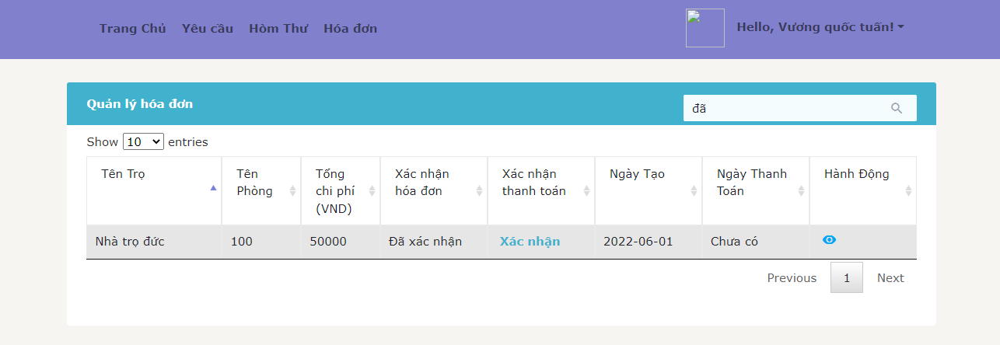 Trang Chủ Yêu cầu Hòm Thư Hóa đơn Hello, Vương quốc tuấn!
Quản lý hóa đơn đã
Show 10 entries
Tên Trọ Tên Phòng Tổng chi phí (VND) Xác nhận hóa đơn Xác nhận thanh toán Ngày Tạo Ngày Thanh Toán Hành Động
Nhà trọ đức 100 50000 Đã xác nhận Xác nhận 2022-06-01 Chưa có
Previous 1 Next